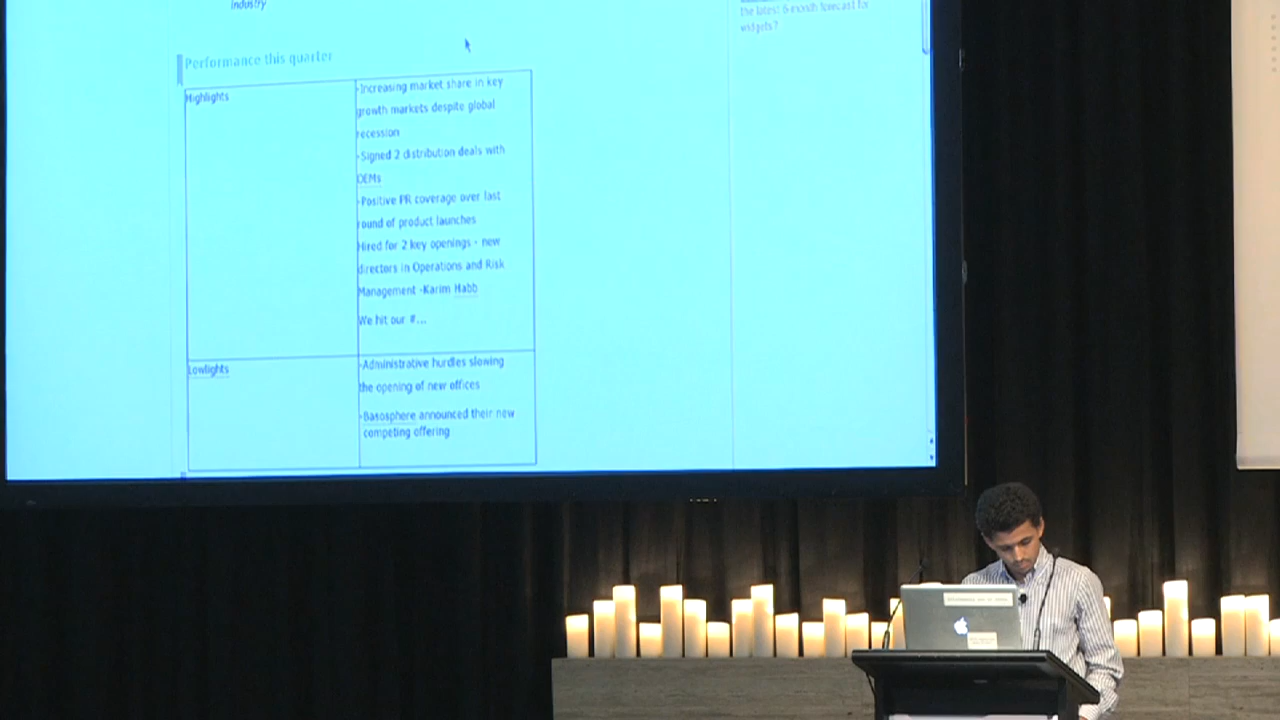 industry
the latest 6-month forecast for
widgets?
Performance this quarter
Highlights
-Increasing market share in key
growth markets despite global
recession
-Signed 2 distribution deals with
OEMs
-Positive PR coverage over last
round of product launches
Hired for 2 key openings - new
directors in Operations and Risk
Management -Karim Habb
We hit our #...
Lowlights
-Administrative hurdles slowing
the opening of new offices
-Basosphere announced their new
competing offering